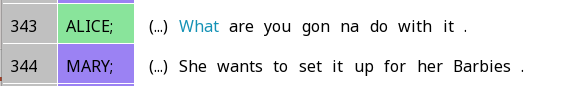 343 ALICE; (...) What are you gon na do with it .
344 MARY; (...) She wants to set it up for her Barbies .